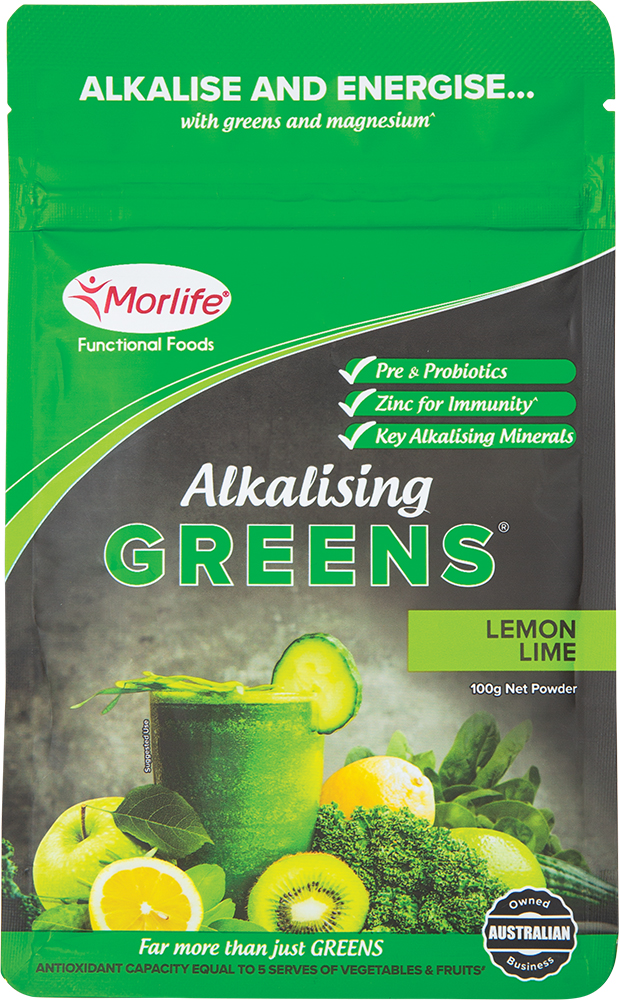 ALKALISE AND ENERGISE...
with greens and magnesium^
Morlife®
Functional Foods
Pre & Probiotics
Zinc for Immunity^
Key Alkalising Minerals
Alkalising
GREENS®
LEMON
LIME
100g Net Powder
Suggested Use
Far more than just GREENS
ANTIOXIDANT CAPACITY EQUAL TO 5 SERVES OF VEGETABLES & FRUITS#
Owned
AUSTRALIAN
Business